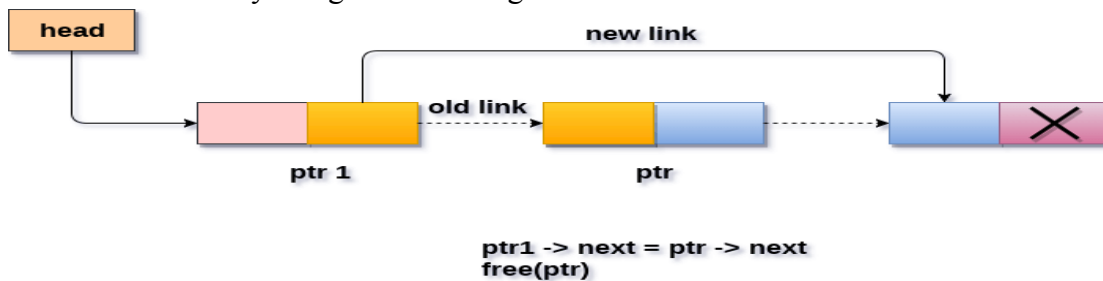 head
new link
old link
ptr 1
ptr
ptr1 -> next = ptr -> next
free(ptr)